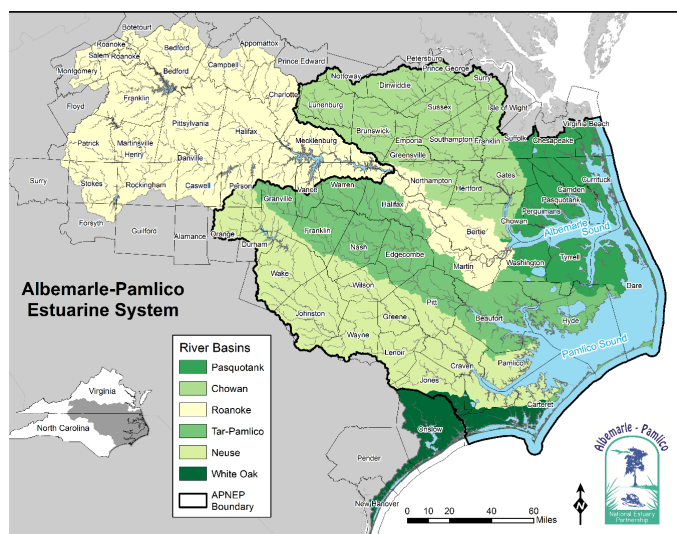 Botetourt
Roanoke
Bedford
Appomattox
Salem
Roanoke
Campbell
Prince Edward
Petersburg
Prince George
Montgomery
Bedford
Nottoway
Surry
Dinwiddie
Floyd
Franklin
Charlotte
Lunenburg
Sussex
Isle of Wight
Pittsylvania
Halifax
Brunswick
Emporia
Southampton
Franklin
Suffolk
Virginia Beach
Chesapeake
Patrick
Martinsville
Henry
Danville
Mecklenburg
Greensville
Surry
Stokes
Rockingham
Caswell
Person
Vance
Warren
Northampton
Gates
Currituck
Camden
Pasquotank
Hertford
Perquimans
Granville
Halifax
Chowan
Forsyth
Guilford
Alamance
Orange
Durham
Franklin
Nash
Edgecombe
Bertie
Albemarle
Sound
Martin
Washington
Tyrrell
Dare
Wake
Wilson
Pitt
Beaufort
Hyde
Johnston
Greene
Wayne
Lenoir
Craven
Pamlico
Pamlico Sound
Jones
Carteret
Onslow
Pender
New Hanover
Albemarle-Pamlico
Estuarine System
River Basins
Pasquotank
Chowan
Roanoke
Tar-Pamlico
Neuse
White Oak
APNEP
Boundary
Virginia
North Carolina
0 10 20 40 60
Miles
N
Albemarle - Pamlico
National Estuary
Partnership